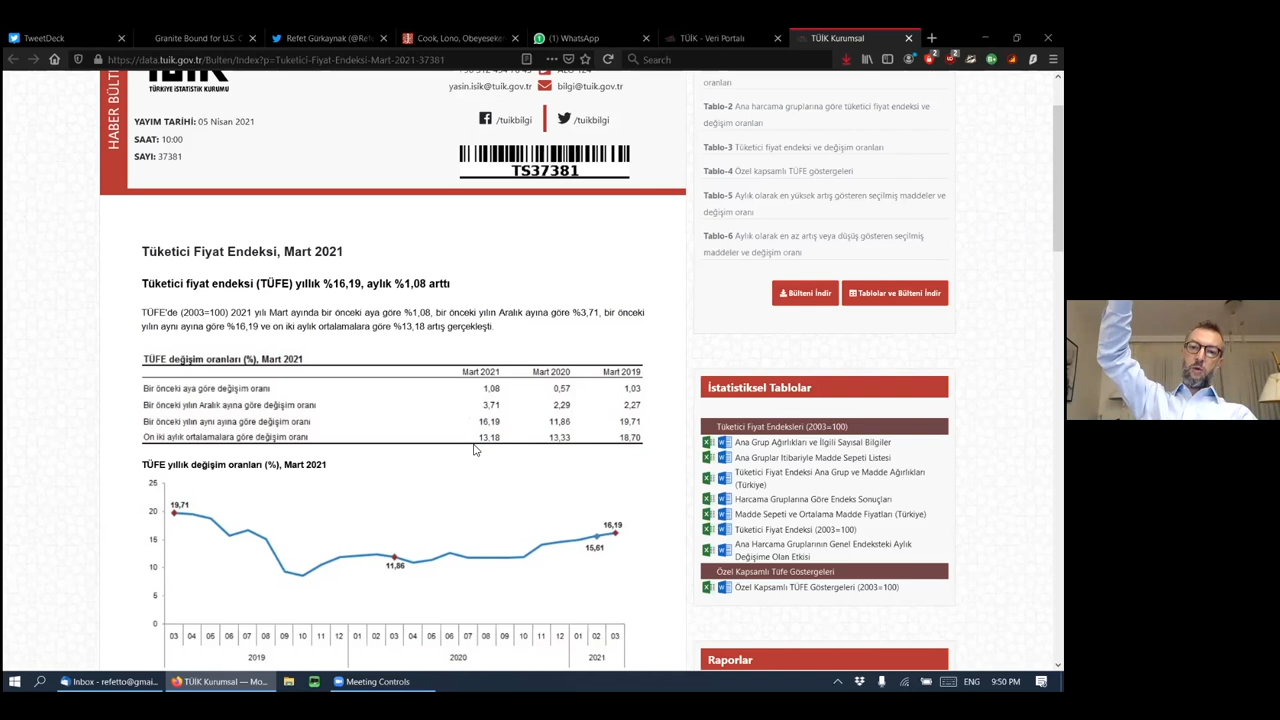 TweetDeck
Granite Bound for U.S. C
Refet Gürkaynak (@Refe
Cook, Lono, Obeyeseke
(1) WhatsApp
TÜİK - Veri Portalı
TÜİK Kurumsal
https://data.tuik.gov.tr/Bulten/Index?p=Tuketici-Fiyat-Endeksi-Mart-2021-37381
Search
HABER BÜLT
TÜİK
TÜRKİYE İSTATİSTİK KURUMU
yasin.isik@tuik.gov.tr
bilgi@tuik.gov.tr
/tuikbilgi
/tuikbilgi
YAYIM TARİHİ: 05 Nisan 2021
SAAT: 10:00
SAYI: 37381
TS37381
Tüketici Fiyat Endeksi, Mart 2021
Tüketici fiyat endeksi (TÜFE) yıllık %16,19, aylık %1,08 arttı
TÜFE'de (2003=100) 2021 yılı Mart ayında bir önceki aya göre %1,08, bir önceki yılın Aralık ayına göre %3,71, bir önceki
yılın aynı ayına göre %16,19 ve on iki aylık ortalamalara göre %13,18 artış gerçekleşti.
TÜFE değişim oranları (%), Mart 2021
Mart 2021 Mart 2020 Mart 2019
Bir önceki aya göre değişim oranı 1,08 0,57 1,03
Bir önceki yılın Aralık ayına göre değişim oranı 3,71 2,29 2,27
Bir önceki yılın aynı ayına göre değişim oranı 16,19 11,86 19,71
On iki aylık ortalamalara göre değişim oranı 13,18 13,33 18,70
TÜFE yıllık değişim oranları (%), Mart 2021
25
20
15
10
5
0
19,71
11,86
15,61
16,19
03 04 05 06 07 08 09 10 11 12 01 02 03 04 05 06 07 08 09 10 11 12 01 02 03
2019 2020 2021
oranları
Tablo-2 Ana harcama gruplarına göre tüketici fiyat endeksi ve
değişim oranları
Tablo-3 Tüketici fiyat endeksi ve değişim oranları
Tablo-4 Özel kapsamlı TÜFE göstergeleri
Tablo-5 Aylık olarak en yüksek artış gösteren seçilmiş maddeler ve
değişim oranı
Tablo-6 Aylık olarak en az artış veya düşüş gösteren seçilmiş
maddeler ve değişim oranı
Bülteni İndir
Tablolar ve Bülteni İndir
İstatistiksel Tablolar
Tüketici Fiyat Endeksleri (2003=100)
Ana Grup Ağırlıkları ve İlgili Sayısal Bilgiler
Ana Gruplar Itibariyle Madde Sepeti Listesi
Tüketici Fiyat Endeksi Ana Grup ve Madde Ağırlıkları
(Türkiye)
Harcama Gruplarına Göre Endeks Sonuçları
Madde Sepeti ve Ortalama Madde Fiyatları (Türkiye)
Tüketici Fiyat Endeksi (2003=100)
Ana Harcama Gruplarının Genel Endeksteki Aylık
Değişime Olan Etkisi
Özel Kapsamlı Tüfe Göstergeleri
Özel Kapsamlı TÜFE Göstergeleri (2003=100)
Raporlar
Inbox - refetto@gmai...
TÜİK Kurumsal — Mo...
Meeting Controls
ENG
9:50 PM